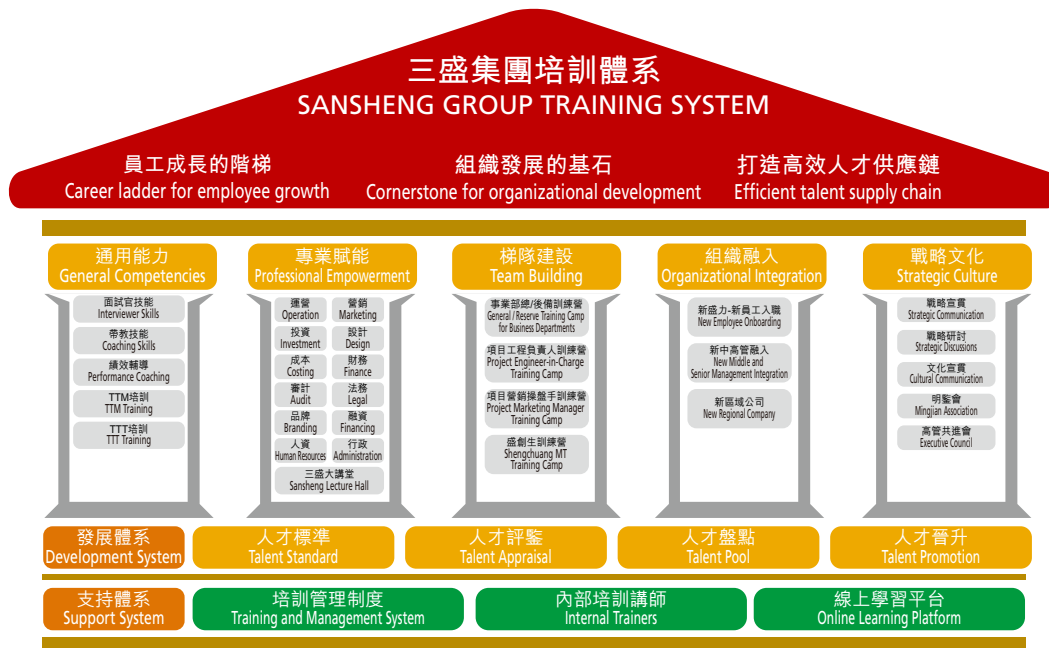 三盛集團培訓體系
SANSHENG GROUP TRAINING SYSTEM
員工成長的階梯
Career ladder for employee growth
組織發展的基石
Cornerstone for organizational development
打造高效人才供應鏈
Efficient talent supply chain
通用能力
General Competencies
面試官技能
Interviewer Skills
帶教技能
Coaching Skills
績效輔導
Performance Coaching
TTM培訓
TTM Training
TTT培訓
TTT Training
專業賦能
Professional Empowerment
運營
Operation
營銷
Marketing
投資
Investment
設計
Design
成本
Costing
財務
Finance
審計
Audit
法務
Legal
品牌
Branding
融資
Financing
人資
Human Resources
行政
Administration
三盛大講堂
Sansheng Lecture Hall
梯隊建設
Team Building
事業部總/後備訓練營
General / Reserve Training Camp
for Business Departments
項目工程負責人訓練營
Project Engineer-in-Charge
Training Camp
項目營銷操盤手訓練營
Project Marketing Manager
Training Camp
盛創生訓練營
Shengchuang MT
Training Camp
組織融入
Organizational Integration
新盛力-新員工入職
New Employee Onboarding
新中高管融入
New Middle and
Senior Management Integration
新區域公司
New Regional Company
戰略文化
Strategic Culture
戰略宣貫
Strategic Communication
戰略研討
Strategic Discussions
文化宣貫
Cultural Communication
明鑒會
Mingjian Association
高管共進會
Executive Council
發展體系
Development System
人才標準
Talent Standard
人才評鑒
Talent Appraisal
人才盤點
Talent Pool
人才晉升
Talent Promotion
支持體系
Support System
培訓管理制度
Training and Management System
內部培訓講師
Internal Trainers
線上學習平台
Online Learning Platform